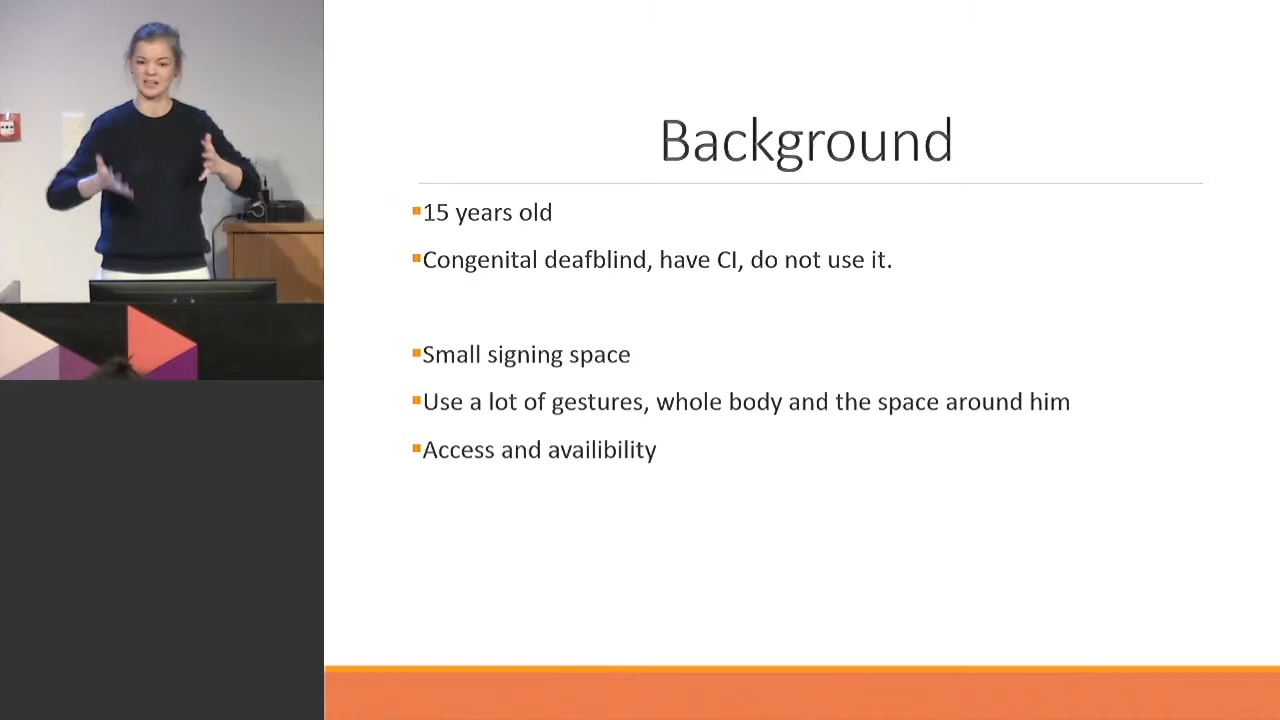 Background
15 years old
Congenital deafblind, have CI, do not use it.
Small signing space
Use a lot of gestures, whole body and the space around him
Access and availibility